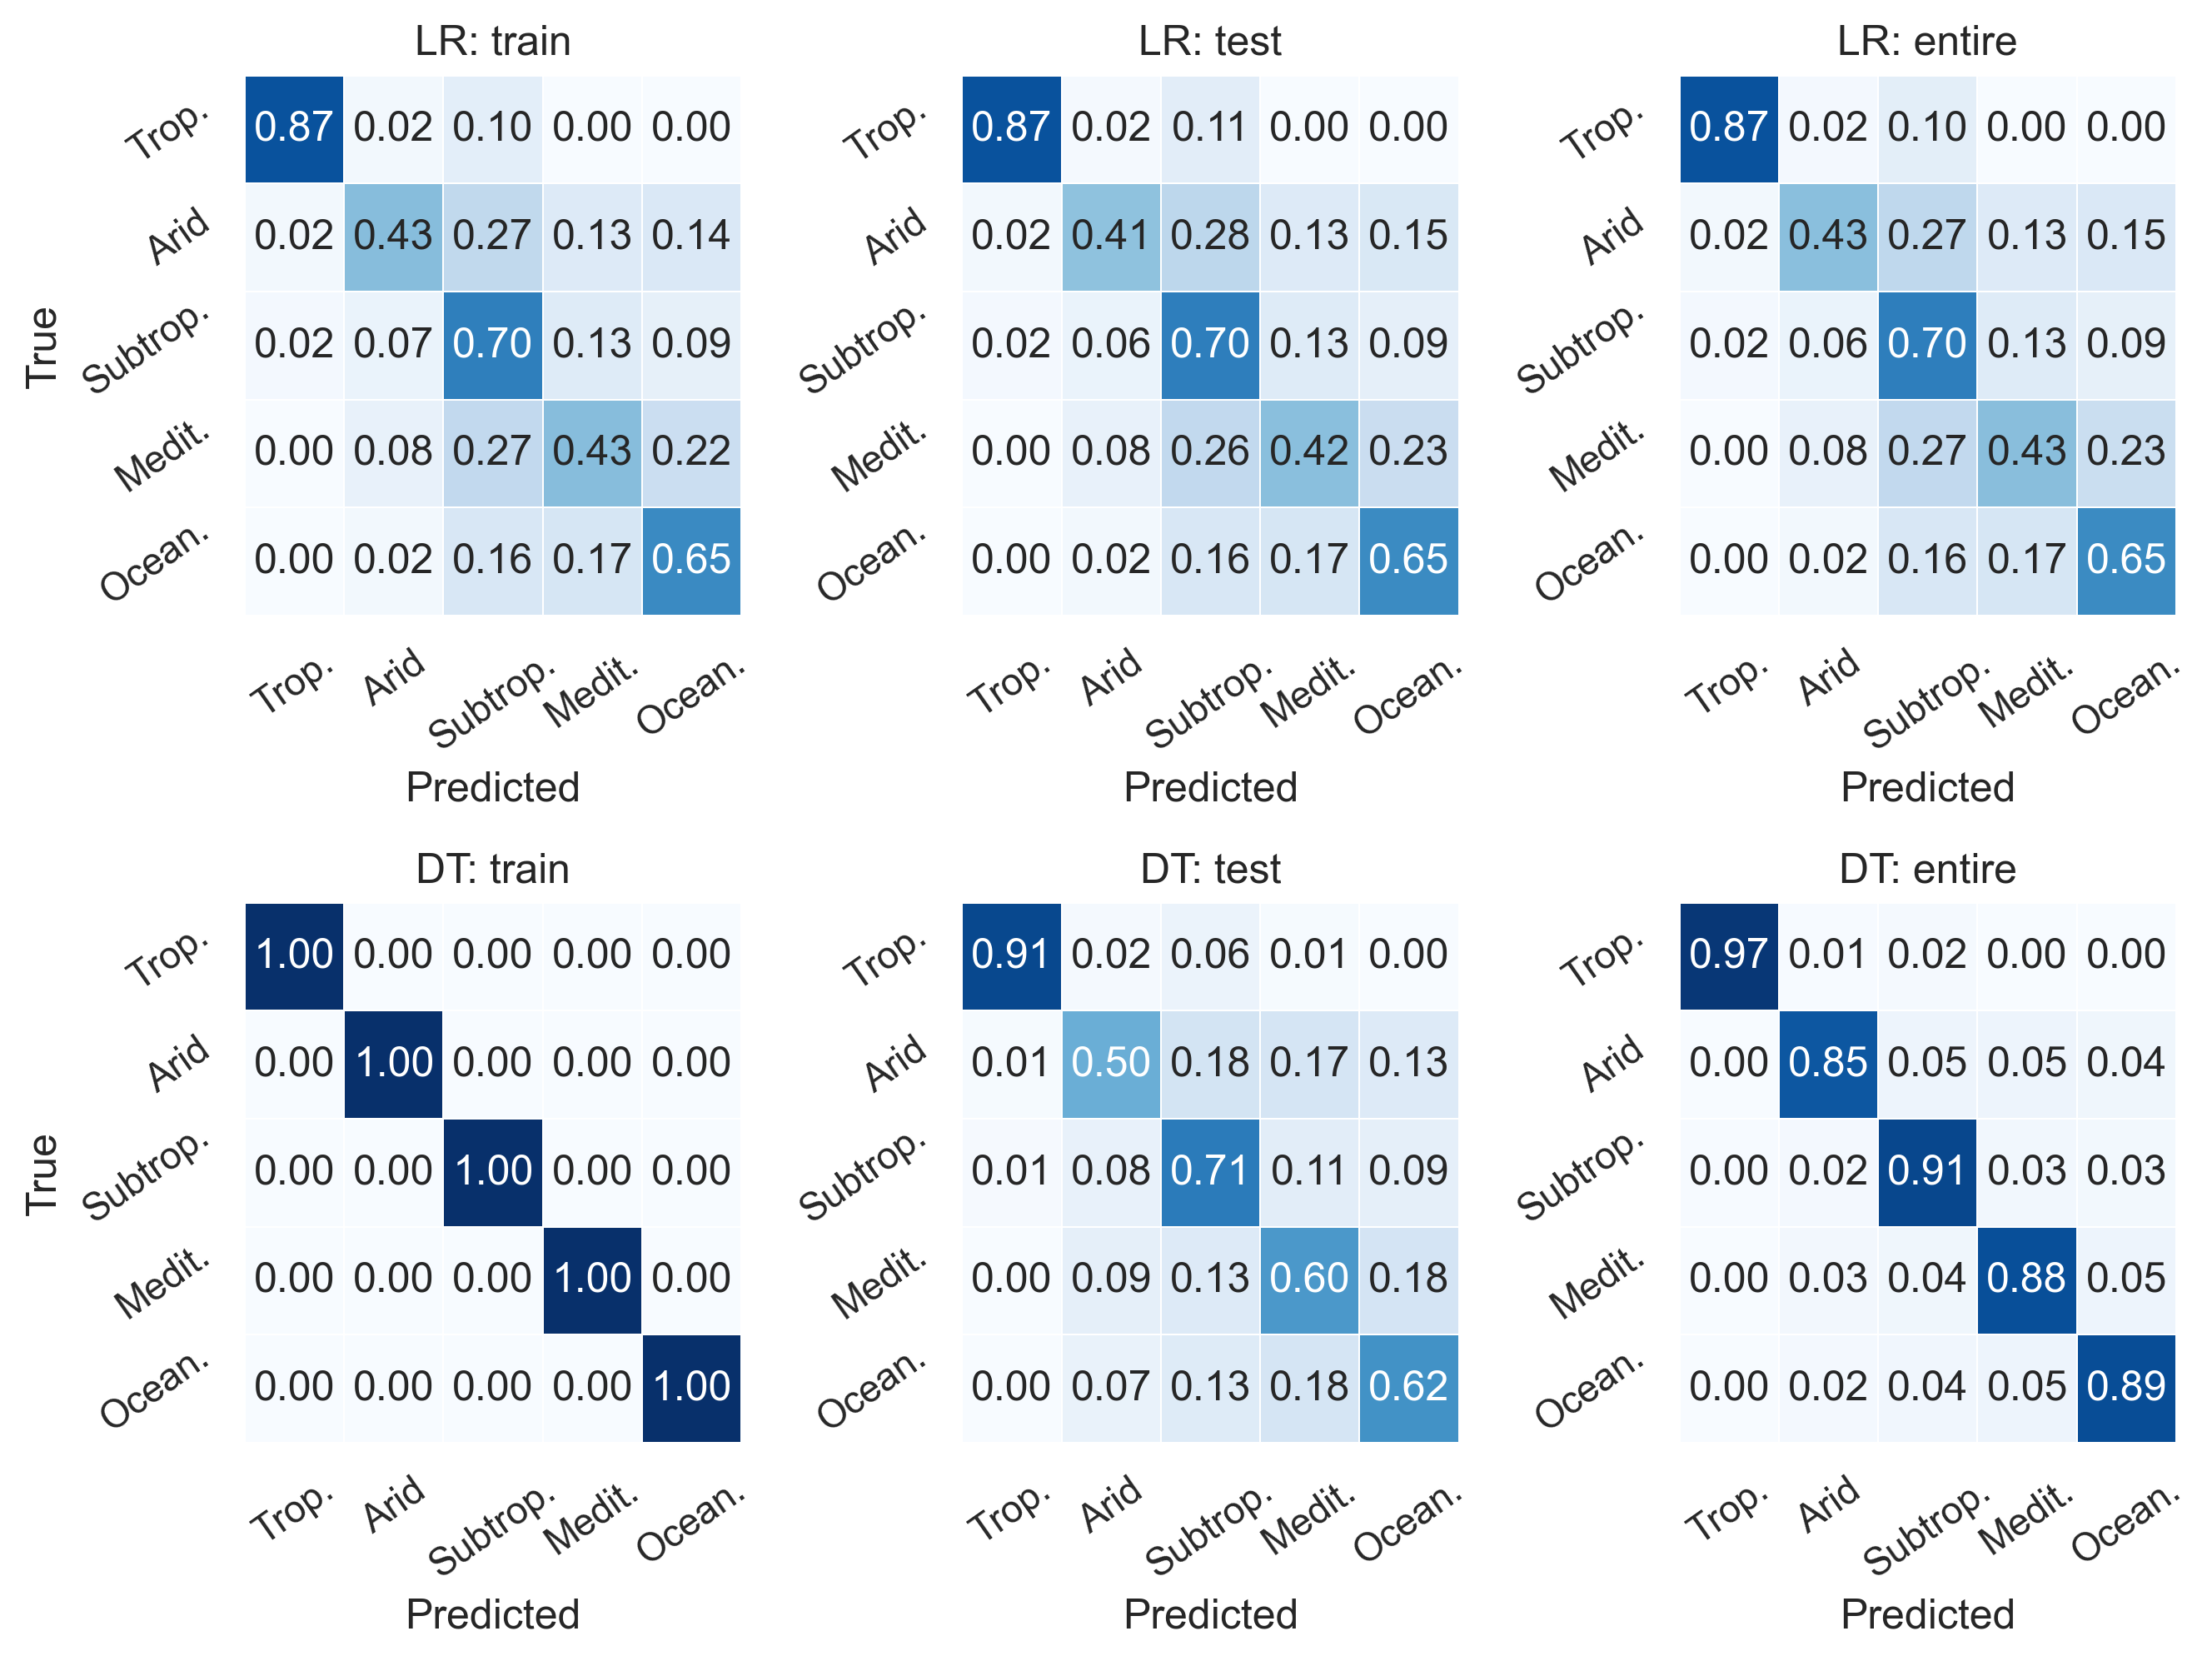 LR: train LR: test LR: entire
Trop. 0.87 0.02 0.10 0.00 0.00 Trop. 0.87 0.02 0.11 0.00 0.00 Trop. 0.87 0.02 0.10 0.00 0.00
Arid 0.02 0.43 0.27 0.13 0.14 Arid 0.02 0.41 0.28 0.13 0.15 Arid 0.02 0.43 0.27 0.13 0.15
True Subtrop. 0.02 0.07 0.70 0.13 0.09 Subtrop. 0.02 0.06 0.70 0.13 0.09 Subtrop. 0.02 0.06 0.70 0.13 0.09
Medit. 0.00 0.08 0.27 0.43 0.22 Medit. 0.00 0.08 0.26 0.42 0.23 Medit. 0.00 0.08 0.27 0.43 0.23
Ocean. 0.00 0.02 0.16 0.17 0.65 Ocean. 0.00 0.02 0.16 0.17 0.65 Ocean. 0.00 0.02 0.16 0.17 0.65
Trop. Arid Subtrop. Medit. Ocean. Trop. Arid Subtrop. Medit. Ocean. Trop. Arid Subtrop. Medit. Ocean.
Predicted Predicted Predicted
DT: train DT: test DT: entire
Trop. 1.00 0.00 0.00 0.00 0.00 Trop. 0.91 0.02 0.06 0.01 0.00 Trop. 0.97 0.01 0.02 0.00 0.00
Arid 0.00 1.00 0.00 0.00 0.00 Arid 0.01 0.50 0.18 0.17 0.13 Arid 0.00 0.85 0.05 0.05 0.04
True Subtrop. 0.00 0.00 1.00 0.00 0.00 Subtrop. 0.01 0.08 0.71 0.11 0.09 Subtrop. 0.00 0.02 0.91 0.03 0.03
Medit. 0.00 0.00 0.00 1.00 0.00 Medit. 0.00 0.09 0.13 0.60 0.18 Medit. 0.00 0.03 0.04 0.88 0.05
Ocean. 0.00 0.00 0.00 0.00 1.00 Ocean. 0.00 0.07 0.13 0.18 0.62 Ocean. 0.00 0.02 0.04 0.05 0.89
Trop. Arid Subtrop. Medit. Ocean. Trop. Arid Subtrop. Medit. Ocean. Trop. Arid Subtrop. Medit. Ocean.
Predicted Predicted Predicted